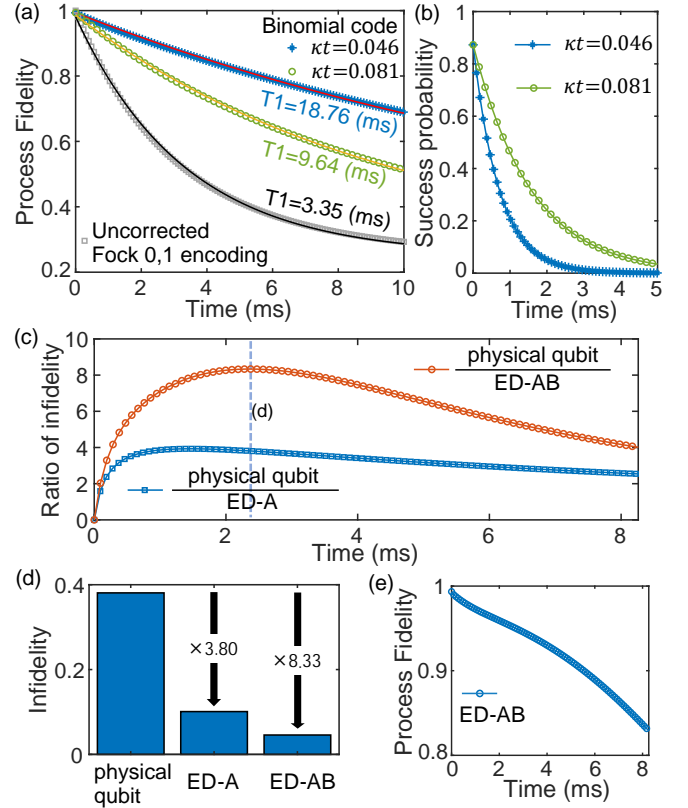 (a)
Binomial code
κt=0.046
κt=0.081
T1=18.76 (ms)
T1=9.64 (ms)
T1=3.35 (ms)
Uncorrected
Fock 0,1 encoding
Process Fidelity
1
0.8
0.6
0.4
0.2
0 2 4 6 8 10
Time (ms)
(b)
κt=0.046
κt=0.081
Success probabilitiy
1
0.8
0.6
0.4
0.2
0
0 1 2 3 4 5
Time (ms)
(c)
physical qubit
ED-AB
(d)
physical qubit
ED-A
Ratio of infidelity
10
8
6
4
2
0
0 2 4 6 8
Time (ms)
(d)
Infidelity
0.4
0.2
0
×3.80
×8.33
physical
qubit
ED-A
ED-AB
(e)
Process Fidelity
1
0.9
0.8
ED-AB
0 2 4 6 8
Time (ms)